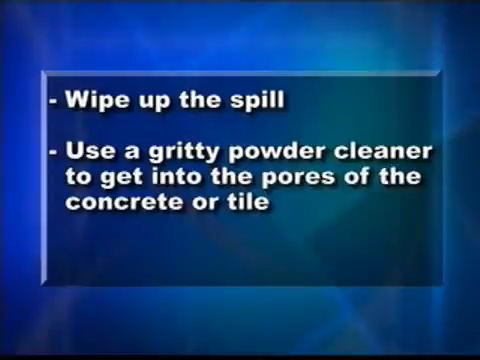 - Wipe up the spill
- Use a gritty powder cleaner
to get into the pores of the
concrete or tile